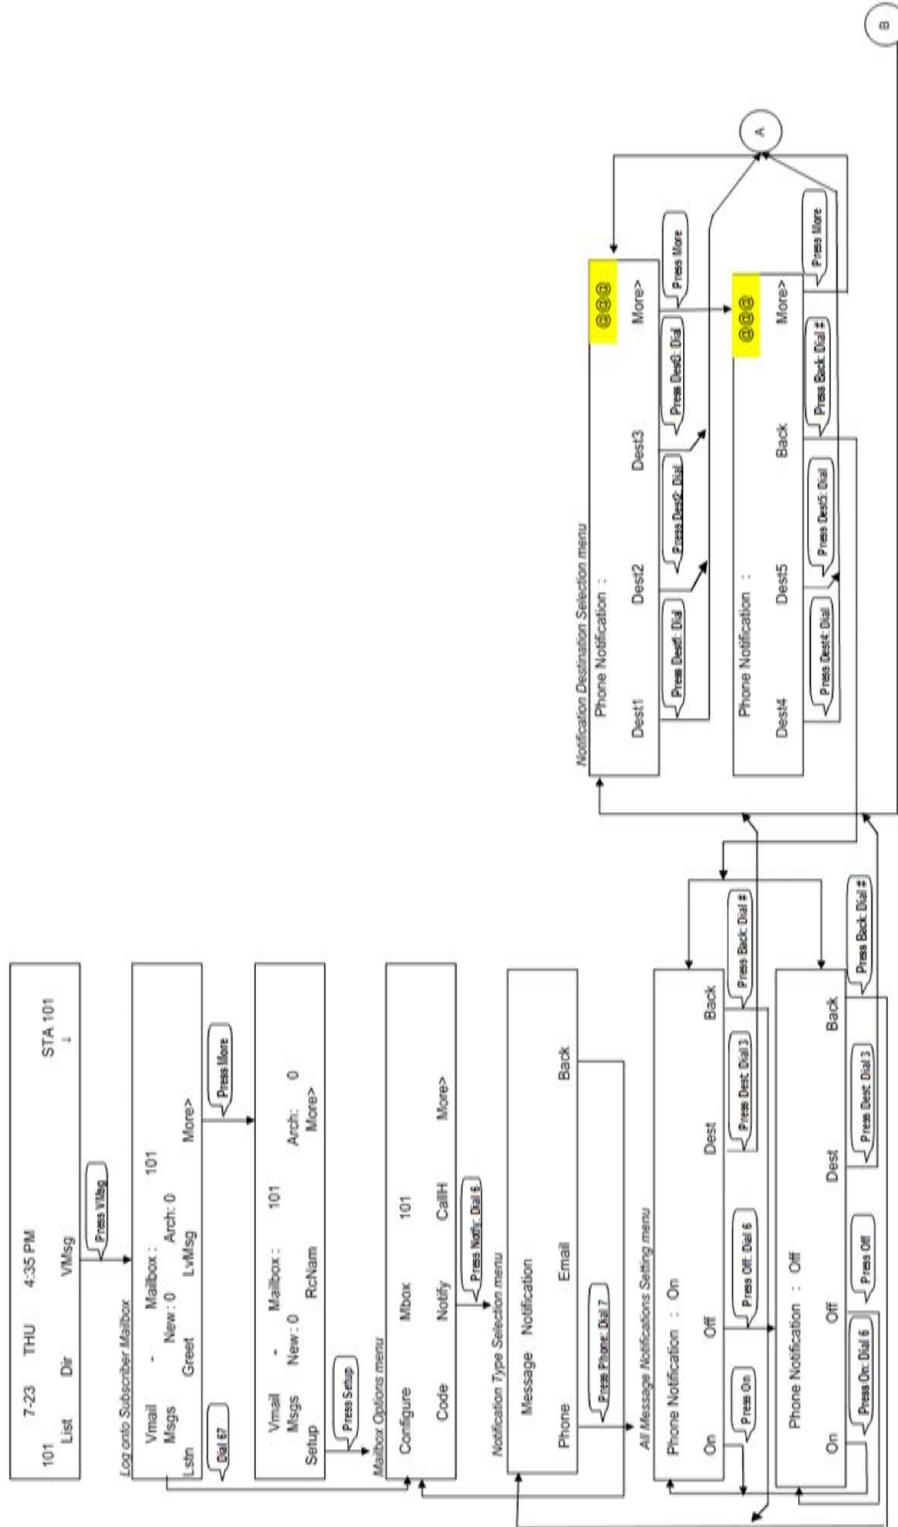 101 7-23 THU 4:35 PM STA 101
List Dir VMsg ↓
Press VMsg
Log onto Subscriber Mailbox
Vmail - Mailbox : 101
Msgs New : 0 Arch: 0
Lstn Greet LvMsg More>
Dial 67
Press More
Vmail - Mailbox : 101
Msgs New : 0 Arch: 0
Setup RcNam More>
Press Setup
Mailbox Options menu
Configure Mbox 101
Code Notify CallH More>
Press Notify: Dial 6
Notification Type Selection menu
Message Notification
Phone Email Back
Press Phone: Dial 7
All Message Notifications Setting menu
Phone Notification : On
On Off Dest Back
Press On
Press Off: Dial 6
Press Dest: Dial 3
Press Back: Dial #
Phone Notification : Off
On Off Dest Back
Press On: Dial 6
Press Off
Press Dest: Dial 3
Press Back: Dial #
Notification Destination Selection menu
Phone Notification : @@@
Dest1 Dest2 Dest3 More>
Press Dest1: Dial
Press Dest2: Dial
Press Dest3: Dial
Press More
Phone Notification : @@@
Dest4 Dest5 Back More>
Press Dest4: Dial
Press Dest5: Dial
Press Back: Dial #
Press More
A
B